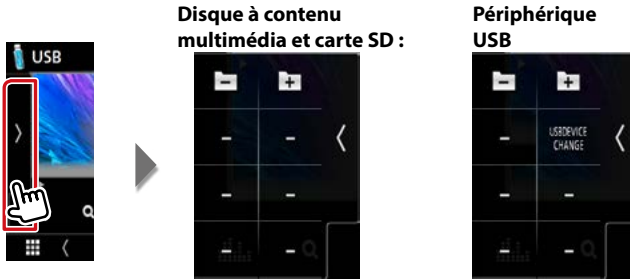 Disque à contenu
multimédia et carte SD :
Périphérique
USB
USB
USBDEVICE
CHANGE